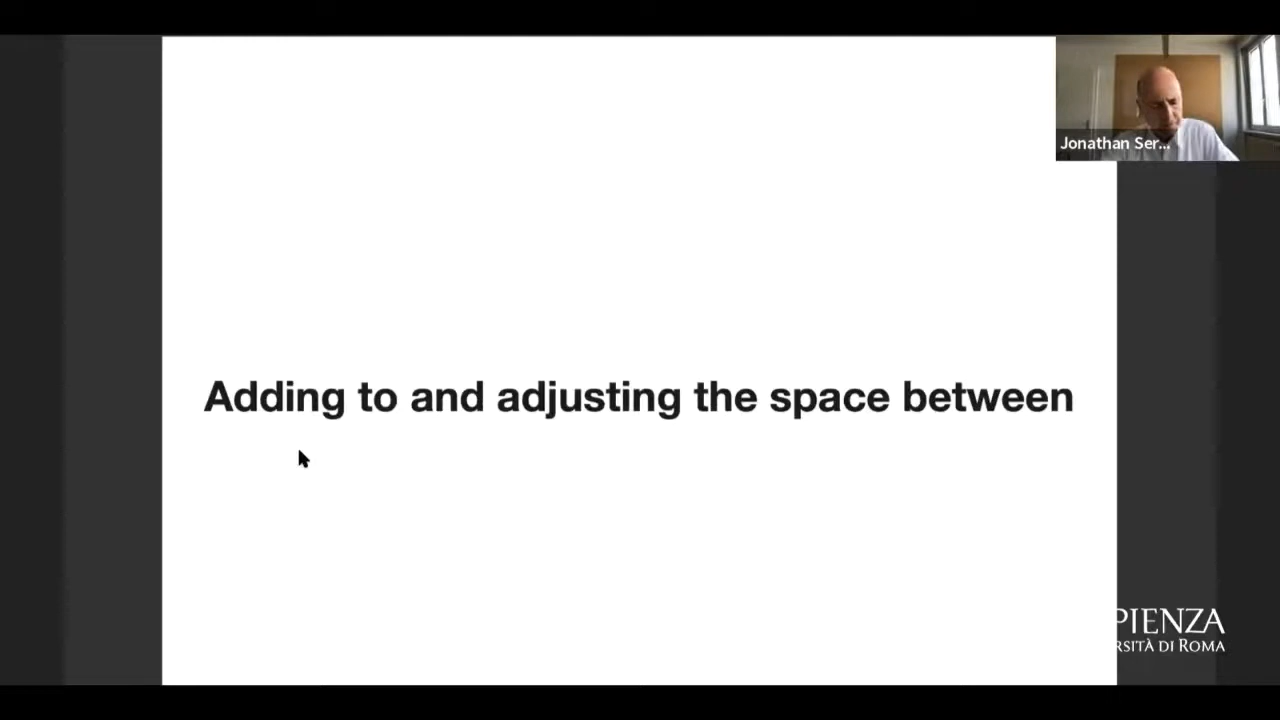 Jonathan Ser...
Adding to and adjusting the space between
PIENZA
RSITÀ DI ROMA